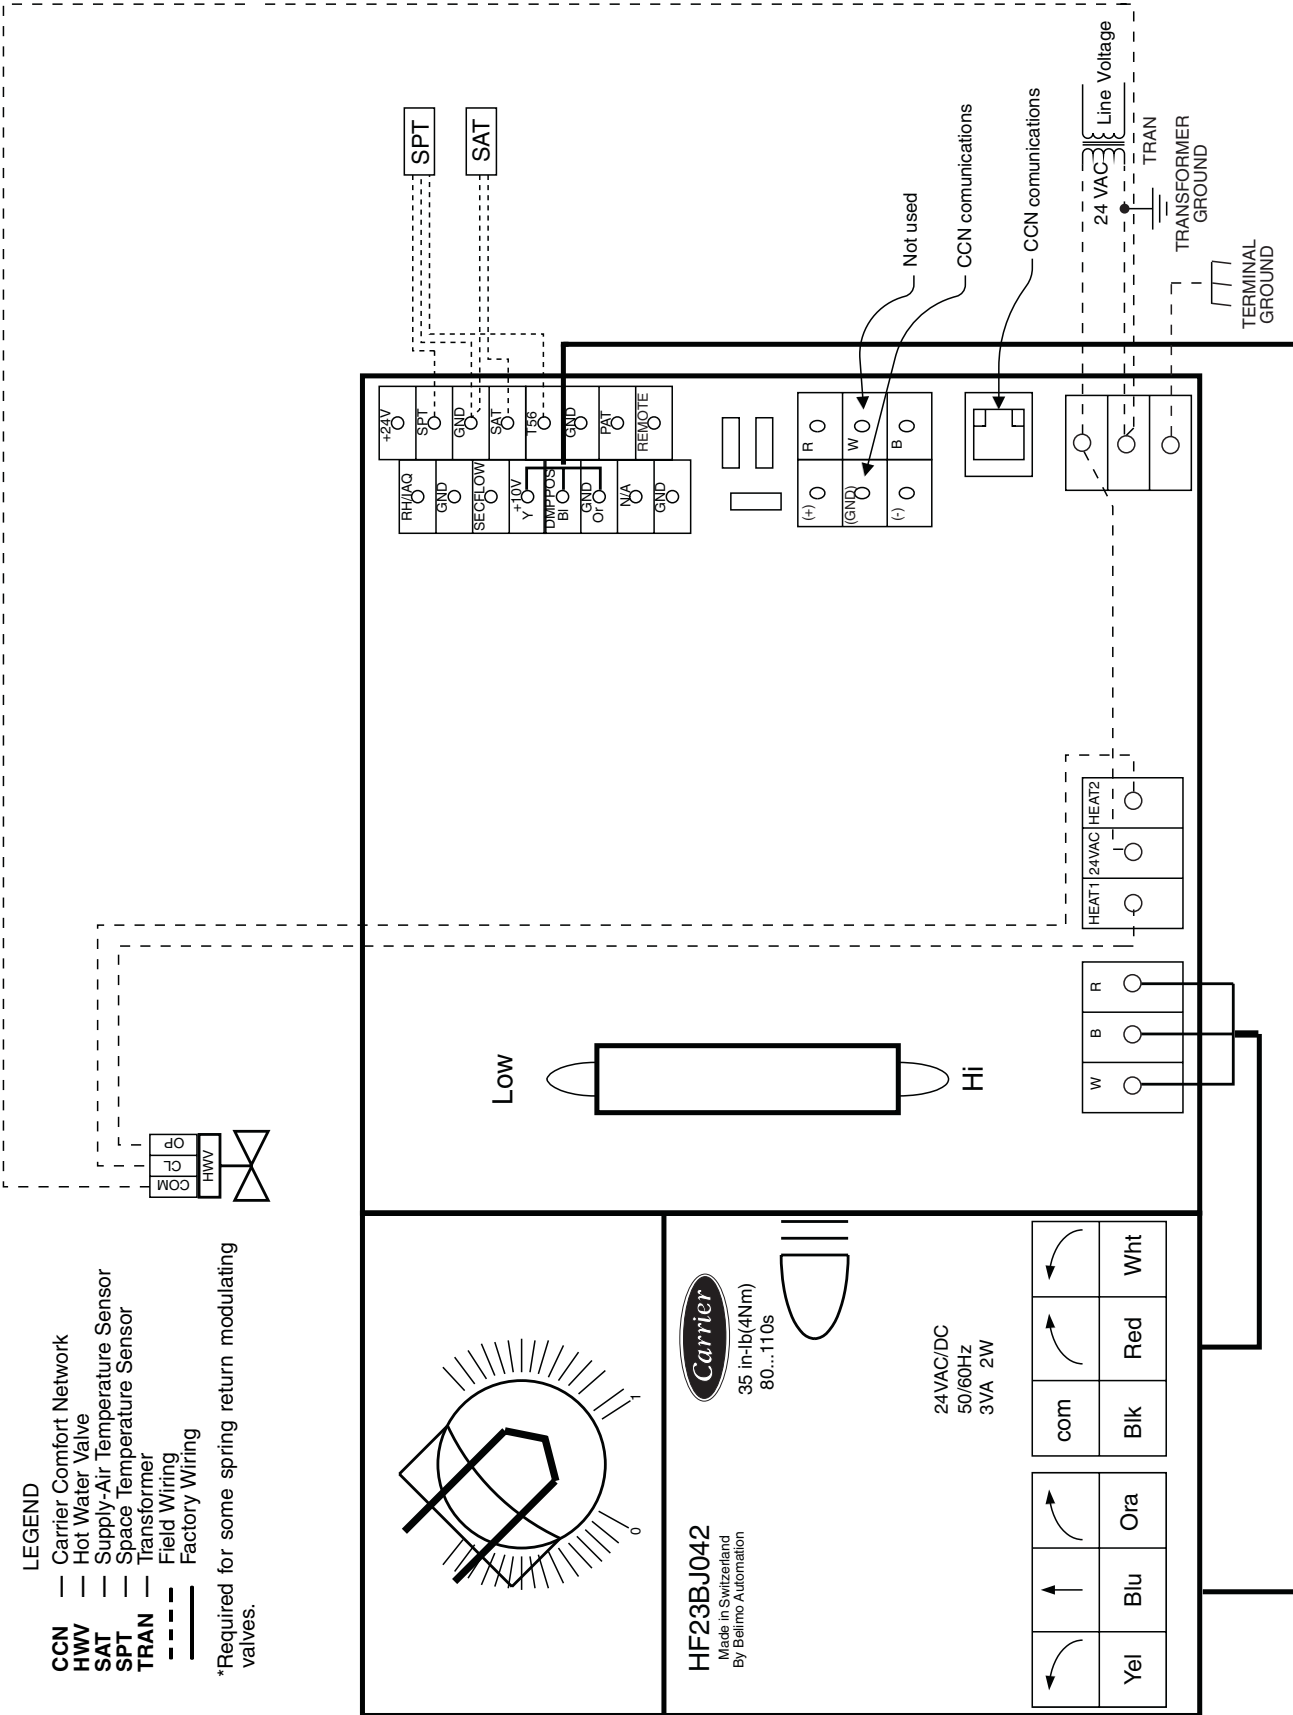 LEGEND
CCN — Carrier Comfort Network
HWV — Hot Water Valve
SAT — Supply-Air Temperature Sensor
SPT — Space Temperature Sensor
TRAN — Transformer
Field Wiring
Factory Wiring
*Required for some spring return modulating
valves.
COM
CL
OP
HWV
SPT
SAT
+24V
SPT
GND
SAT
T56
GND
PAT
REMOTE
RH/IAQ
GND
SECFLOW
+10V
Y
DMPPOS
Bl
GND
Or
N/A
GND
R
W
B
(+)
(GND)
(-)
Not used
CCN comunications
CCN comunications
Line Voltage
24 VAC
TRAN
TRANSFORMER
GROUND
TERMINAL
GROUND
HEAT1
24VAC
HEAT2
W
B
R
Low
Hi
0
1
HF23BJ042
Made in Switzerland
By Belimo Automation
Carrier
35 in-lb(4Nm)
80...110s
24VAC/DC
50/60Hz
3VA 2W
com
Yel
Blu
Ora
Blk
Red
Wht